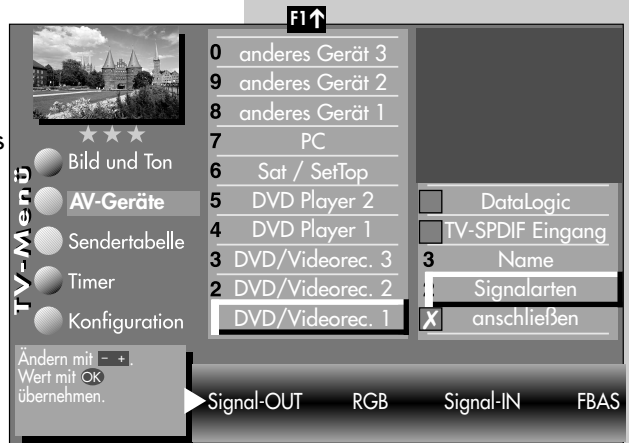 F1↑
TV-Menü
Bild und Ton
AV-Geräte
Sendertabelle
Timer
Konfiguration
0 anderes Gerät 3
9 anderes Gerät 2
8 anderes Gerät 1
7 PC
6 Sat / SetTop
5 DVD Player 2
4 DVD Player 1
3 DVD/Videorec. 3
2 DVD/Videorec. 2
DVD/Videorec. 1
DataLogic
TV-SPDIF Eingang
3 Name
2 Signalarten
X anschließen
Ändern mit - + .
Wert mit OK
übernehmen.
Signal-OUT RGB Signal-IN FBAS